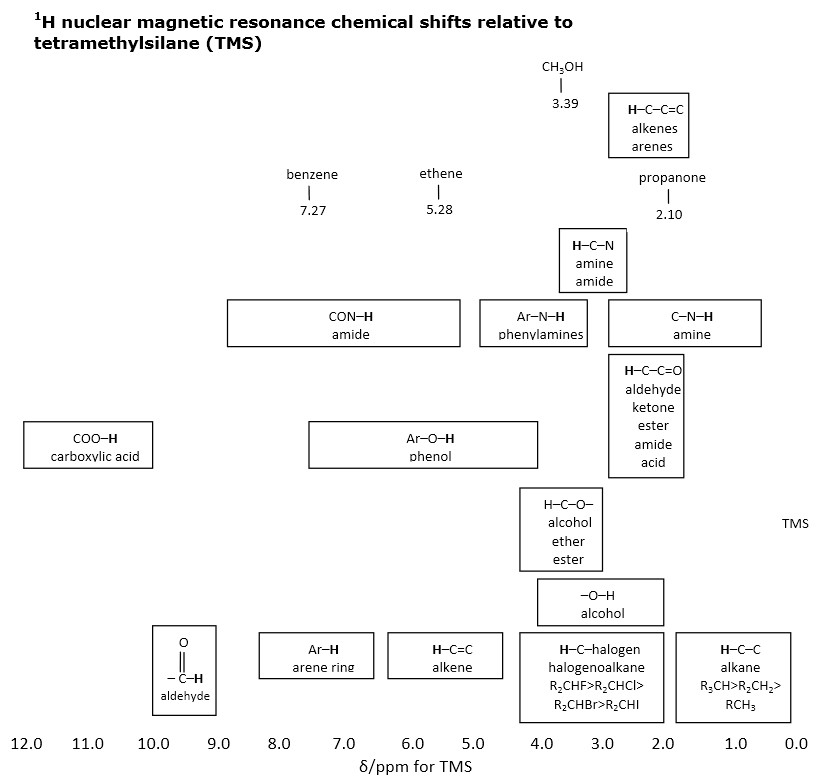 ¹H nuclear magnetic resonance chemical shifts relative to
tetramethylsilane (TMS)
CH₃OH
3.39
H–C–C=C
alkenes
arenes
benzene
7.27
ethene
5.28
propanone
2.10
H–C–N
amine
amide
CON–H
amide
Ar–N–H
phenylamines
C–N–H
amine
H–C–C=O
aldehyde
ketone
ester
amide
acid
COO–H
carboxylic acid
Ar–O–H
phenol
H–C–O–
alcohol
ether
ester
TMS
–O–H
alcohol
O
– C–H
aldehyde
Ar–H
arene ring
H–C=C
alkene
H–C–halogen
halogenoalkane
R₂CHF>R₂CHCl>
R₂CHBr>R₂CHI
H–C–C
alkane
R₃CH>R₂CH₂>
RCH₃
12.0 11.0 10.0 9.0 8.0 7.0 6.0 5.0 4.0 3.0 2.0 1.0 0.0
δ/ppm for TMS